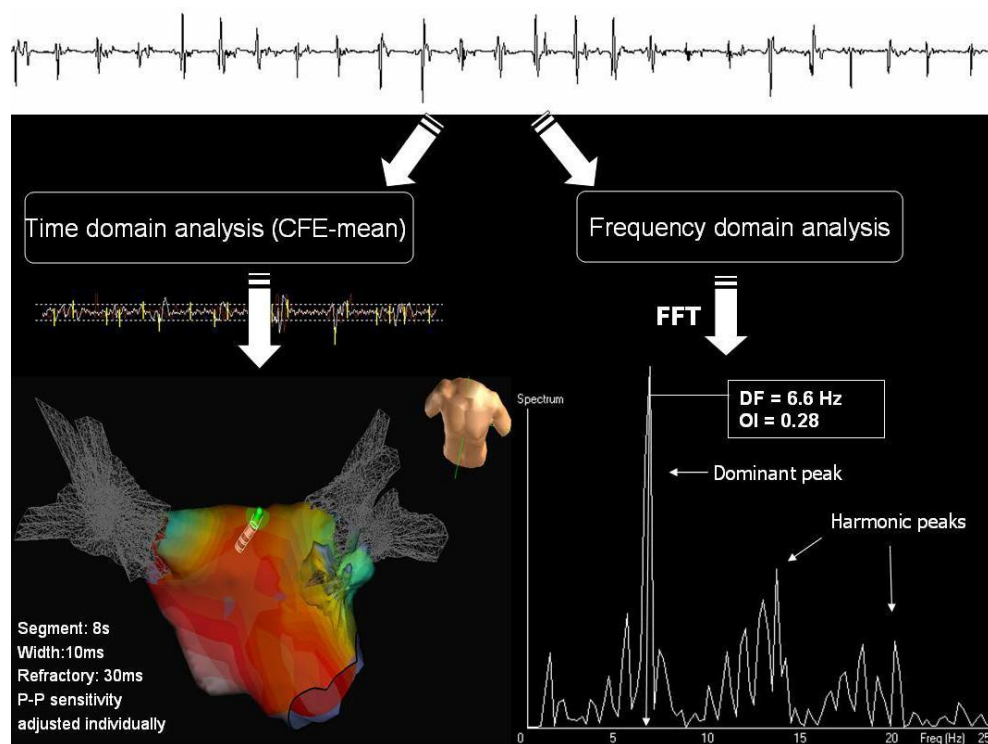 Time domain analysis (CFE-mean)
Frequency domain analysis
FFT
Spectrum
DF = 6.6 Hz
OI = 0.28
Dominant peak
Harmonic peaks
Segment: 8s
Width:10ms
Refractory: 30ms
P-P sensitivity
adjusted individually
0 5 10 15 20 Freq (Hz) 25